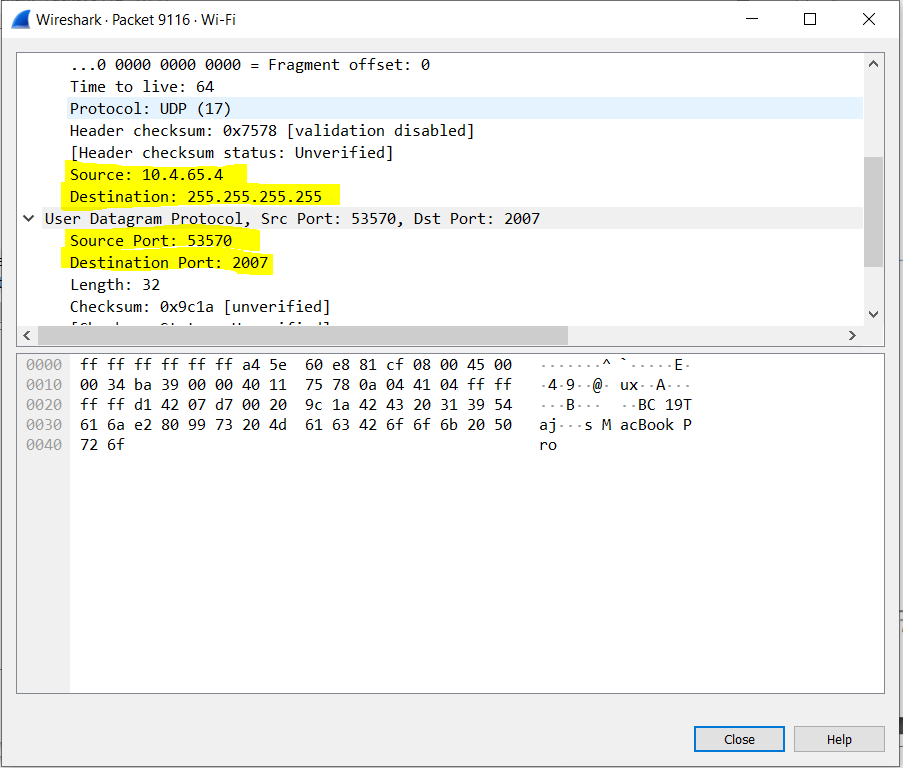 Wireshark · Packet 9116 · Wi-Fi
...0 0000 0000 0000 = Fragment offset: 0
Time to live: 64
Protocol: UDP (17)
Header checksum: 0x7578 [validation disabled]
[Header checksum status: Unverified]
Source: 10.4.65.4
Destination: 255.255.255.255
User Datagram Protocol, Src Port: 53570, Dst Port: 2007
Source Port: 53570
Destination Port: 2007
Length: 32
Checksum: 0x9c1a [unverified]
0000 ff ff ff ff ff ff a4 5e 60 e8 81 cf 08 00 45 00 ·······^ `·····E·
0010 00 34 ba 39 00 00 40 11 75 78 0a 04 41 04 ff ff ·4·9··@· ux··A···
0020 ff ff d1 42 07 d7 00 20 9c 1a 42 43 20 31 39 54 ···B··· ··BC 19T
0030 61 6a e2 80 99 73 20 4d 61 63 42 6f 6f 6b 20 50 aj···s M acBook P
0040 72 6f ro
Close Help